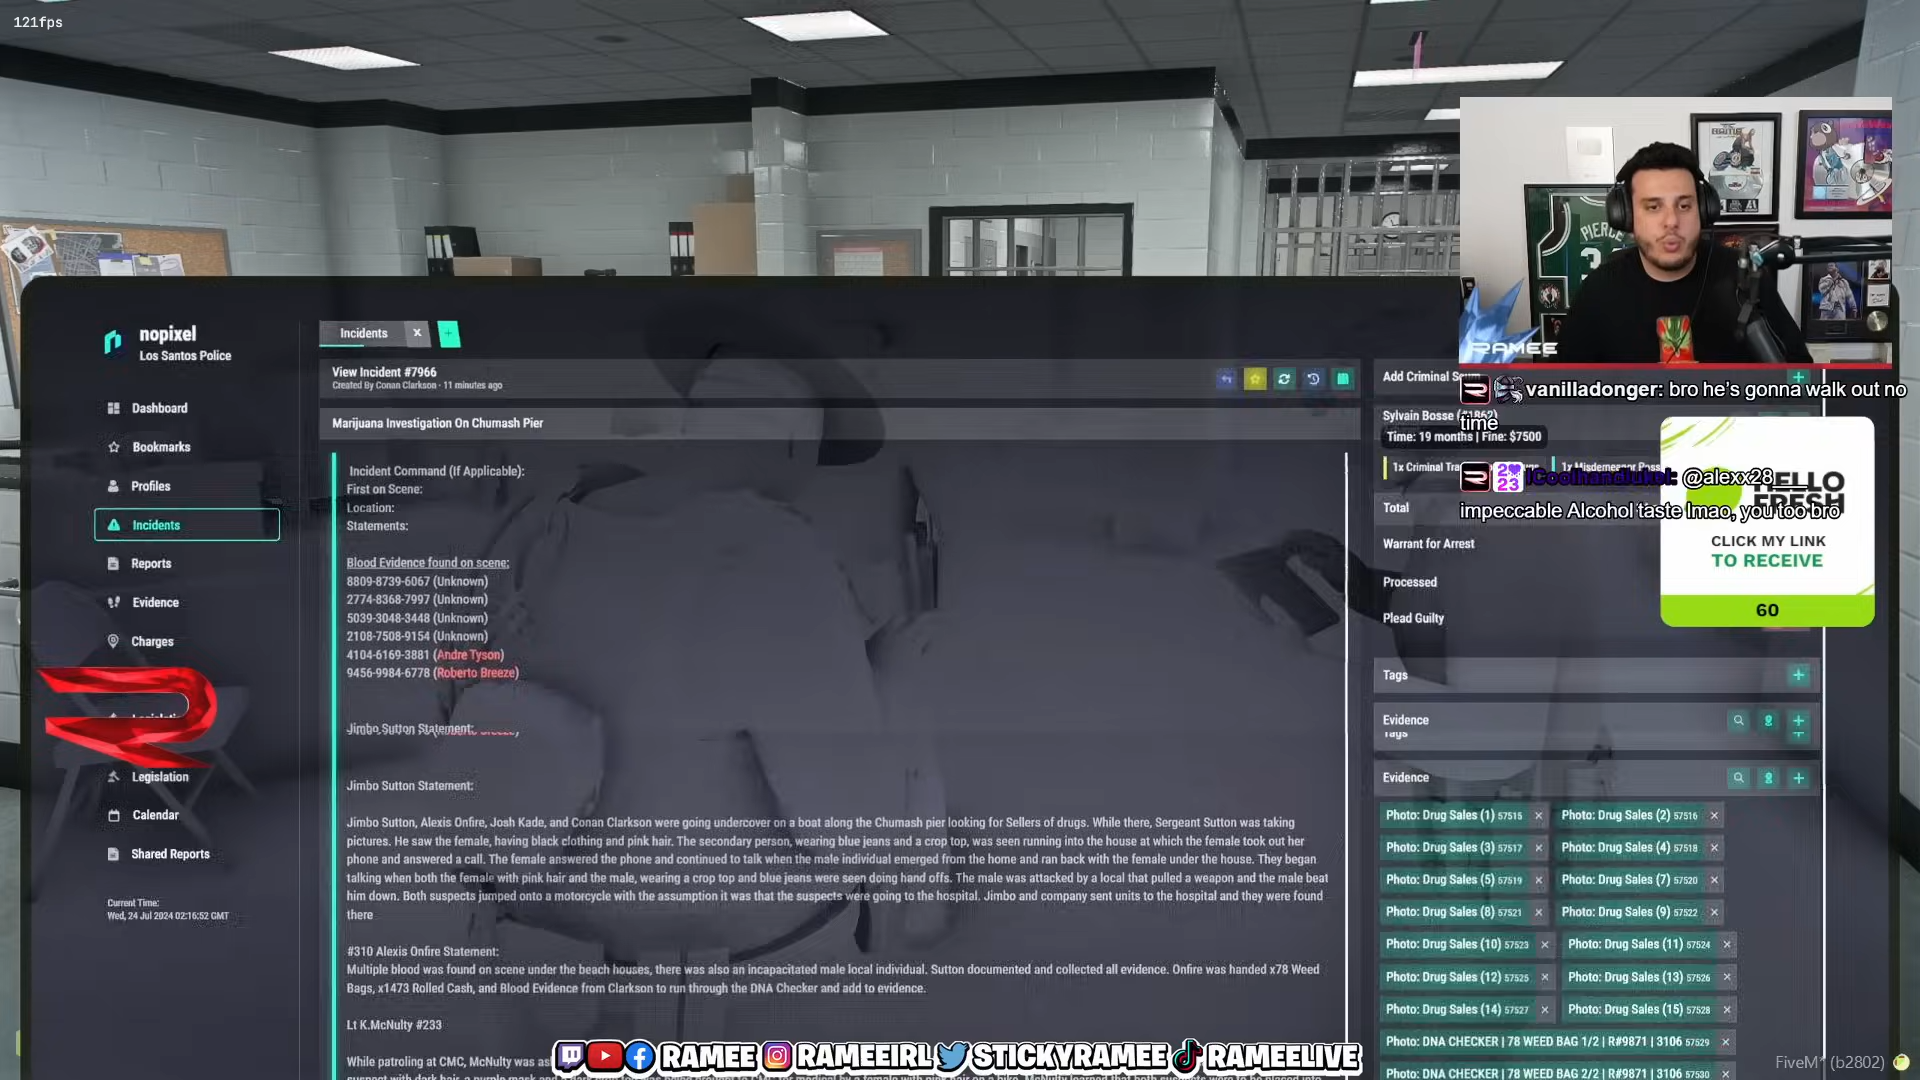 121fps
nopixel
Los Santos Police
Dashboard
Bookmarks
Profiles
Incidents
Reports
Evidence
Charges
Legislation
Calendar
Shared Reports
Current Time:
Wed, 24 Jul 2024 02:16:52 GMT
Incidents
View Incident #7966
Created By Conan Clarkson · 11 minutes ago
Marijuana Investigation On Chumash Pier
Incident Command (If Applicable):
First on Scene:
Location:
Statements:
Blood Evidence found on scene:
8809-8739-6067 (Unknown)
2774-8368-7997 (Unknown)
5039-3048-3448 (Unknown)
2108-7508-9154 (Unknown)
4104-6169-3881 (Andre Tyson)
9456-9984-6778 (Roberto Breeze)
Jimbo Sutton Statement:
Jimbo Sutton Statement:
Jimbo Sutton, Alexis Onfire, Josh Kade, and Conan Clarkson were going undercover on a boat along the Chumash pier looking for Sellers of drugs. While there, Sergeant Sutton was taking
pictures. He saw the female, having black clothing and pink hair. The secondary person, wearing blue jeans and a crop top, was seen running into the house at which the female took out her
phone and answered a call. The female answered the phone and continued to talk when the male individual emerged from the home and ran back with the female under the house. They began
talking when both the female with pink hair and the male, wearing a crop top and blue jeans were seen doing hand offs. The male was attacked by a local that pulled a weapon and the male beat
him down. Both suspects jumped onto a motorcycle with the assumption it was that the suspects were going to the hospital. Jimbo and company sent units to the hospital and they were found
there
#310 Alexis Onfire Statement:
Multiple blood was found on scene under the beach houses, there was also an incapacitated male local individual. Sutton documented and collected all evidence. Onfire was handed x78 Weed
Bags, x1473 Rolled Cash, and Blood Evidence from Clarkson to run through the DNA Checker and add to evidence.
Lt K.McNulty #233
While patroling at CMC, McNulty was
Add Criminal
Sylvain Bosse (#1862)
Time: 19 months | Fine: $7500
1x Criminal
1x Misdemeanor
Total
Warrant for Arrest
Processed
Plead Guilty
Tags
Evidence
Tags
Evidence
Photo: Drug Sales (1) 57515
Photo: Drug Sales (2) 57516
Photo: Drug Sales (3) 57517
Photo: Drug Sales (4) 57518
Photo: Drug Sales (5) 57519
Photo: Drug Sales (7) 57520
Photo: Drug Sales (8) 57521
Photo: Drug Sales (9) 57522
Photo: Drug Sales (10) 57523
Photo: Drug Sales (11) 57524
Photo: Drug Sales (12) 57525
Photo: Drug Sales (13) 57526
Photo: Drug Sales (14) 57527
Photo: Drug Sales (15) 57528
Photo: DNA CHECKER | 78 WEED BAG 1/2 | R#9871 | 3106 57529
Photo: DNA CHECKER | 78 WEED BAG 2/2 | R#9871 | 3106 57530
PIERCE
RAMEE
vanilladonger: bro he's gonna walk out no
time
@alexx28
impeccable Alcohol taste lmao, you too bro
HELLO
FRESH
CLICK MY LINK
TO RECEIVE
60
RAMEE RAMEEIRL STICKYRAMEE RAMEELIVE
FiveM* (b2802)